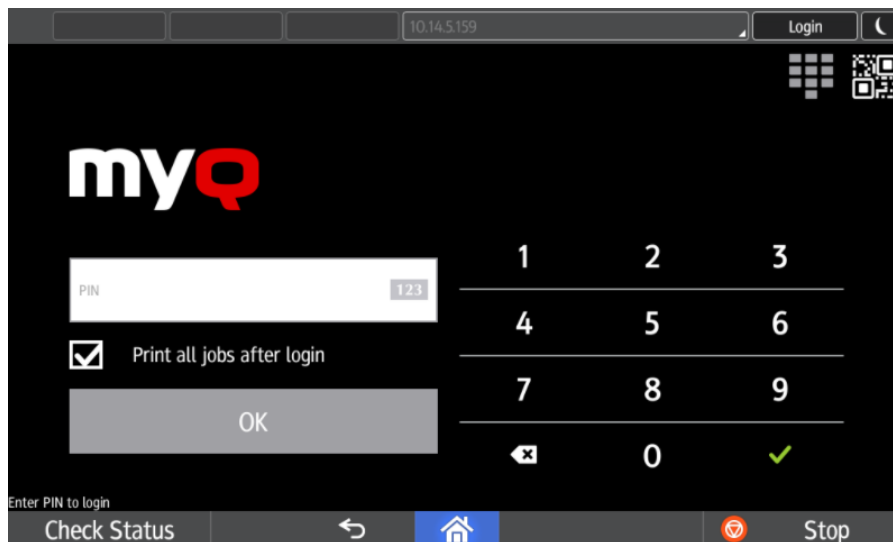 10.14.5.159
Login
myQ
1 2 3
PIN 123
4 5 6
Print all jobs after login
7 8 9
OK
0
Enter PIN to login
Check Status
Stop